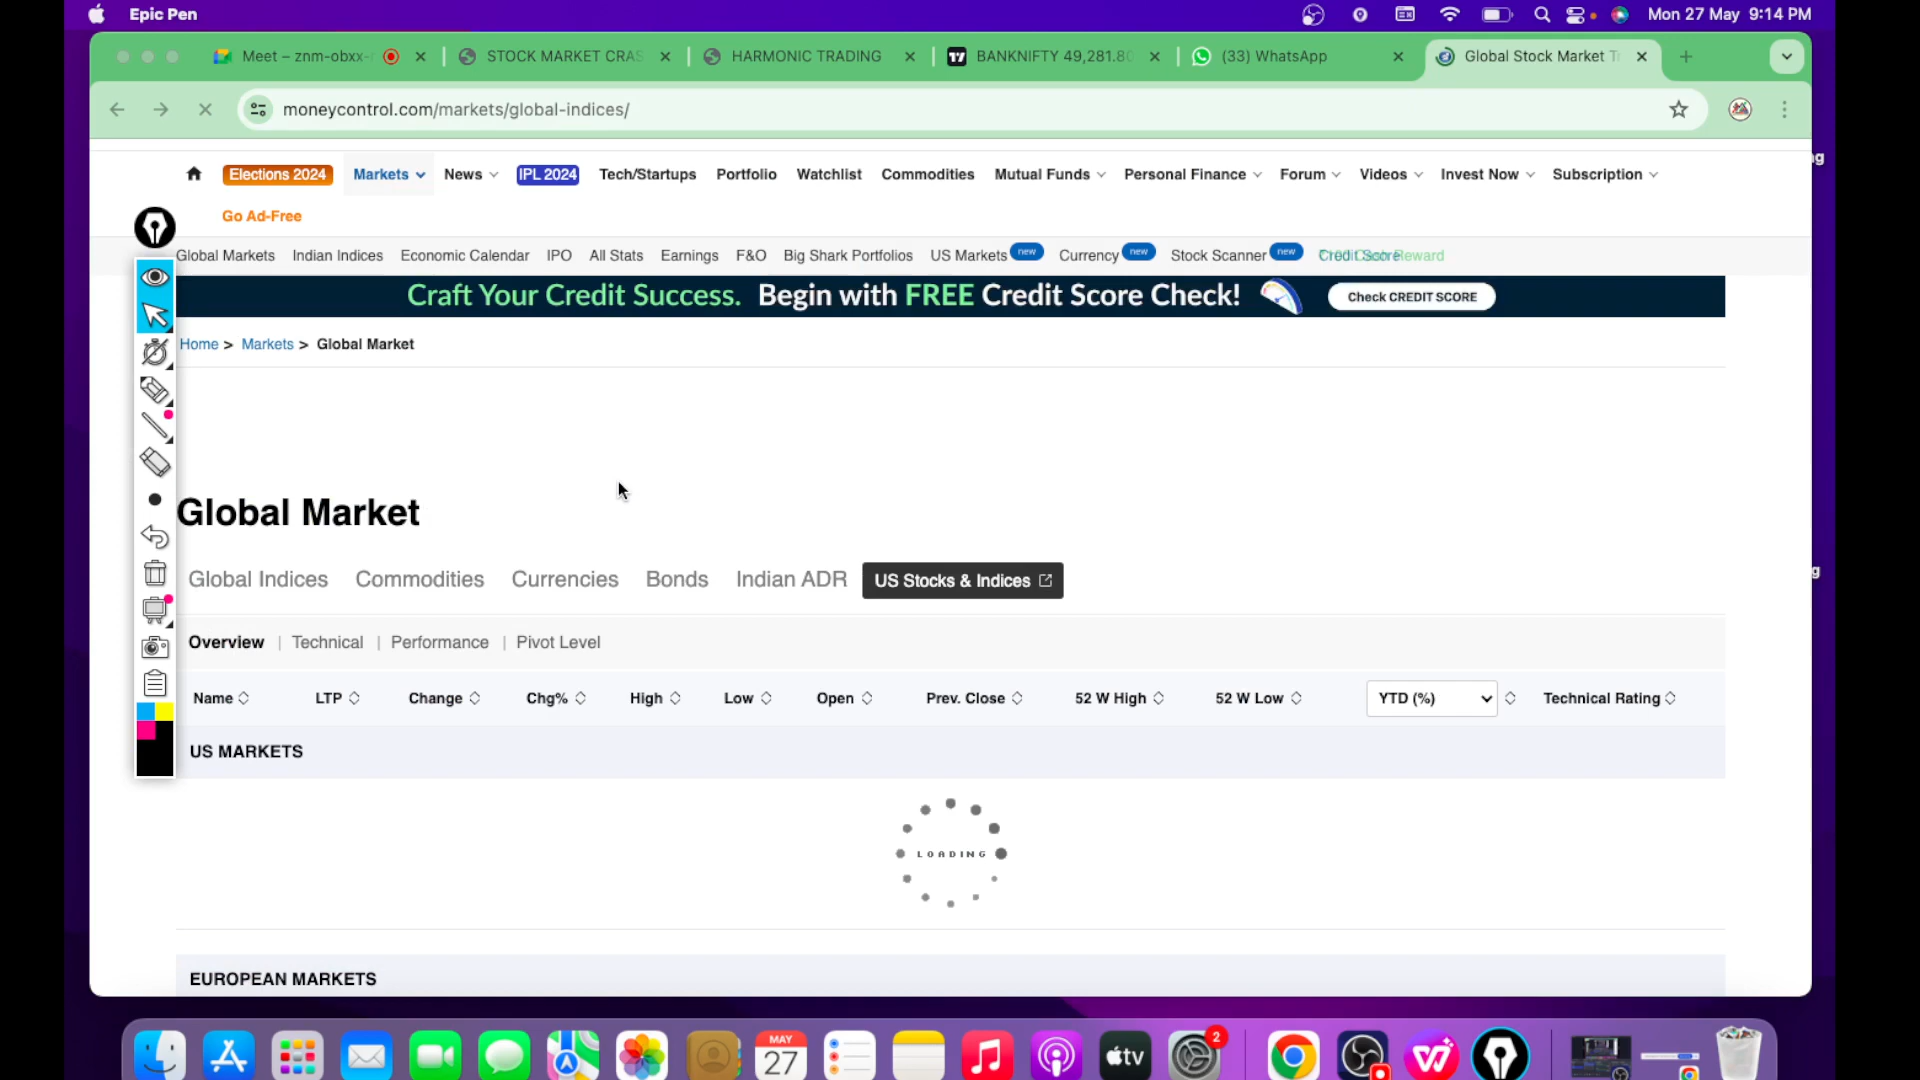 Epic Pen
Mon 27 May 9:14 PM
Meet – znm-obxx-
STOCK MARKET CRAS
HARMONIC TRADING
BANKNIFTY 49,281.80
(33) WhatsApp
Global Stock Market Tr
moneycontrol.com/markets/global-indices/
Elections 2024 Markets News IPL 2024 Tech/Startups Portfolio Watchlist Commodities Mutual Funds Personal Finance Forum Videos Invest Now Subscription
Go Ad-Free
Global Markets Indian Indices Economic Calendar IPO All Stats Earnings F&O Big Shark Portfolios US Markets new Currency new Stock Scanner new
Craft Your Credit Success. Begin with FREE Credit Score Check! Check CREDIT SCORE
Home > Markets > Global Market
Global Market
Global Indices Commodities Currencies Bonds Indian ADR US Stocks & Indices
Overview | Technical | Performance | Pivot Level
Name LTP Change Chg% High Low Open Prev. Close 52 W High 52 W Low YTD (%) Technical Rating
US MARKETS
LOADING
EUROPEAN MARKETS
MAY
27
tv
2